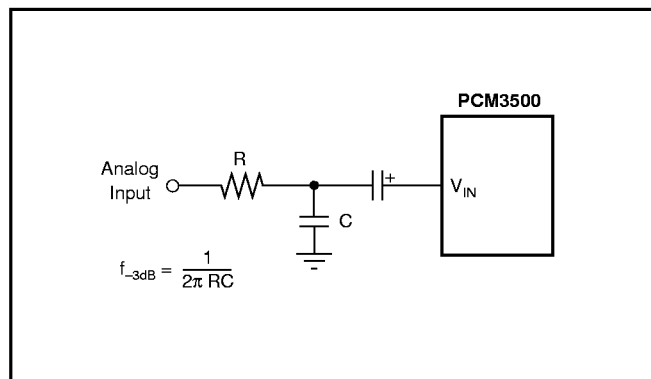 PCM3500
R
Analog
Input
+
V_IN
C
f_–3dB = 1 / 2π RC